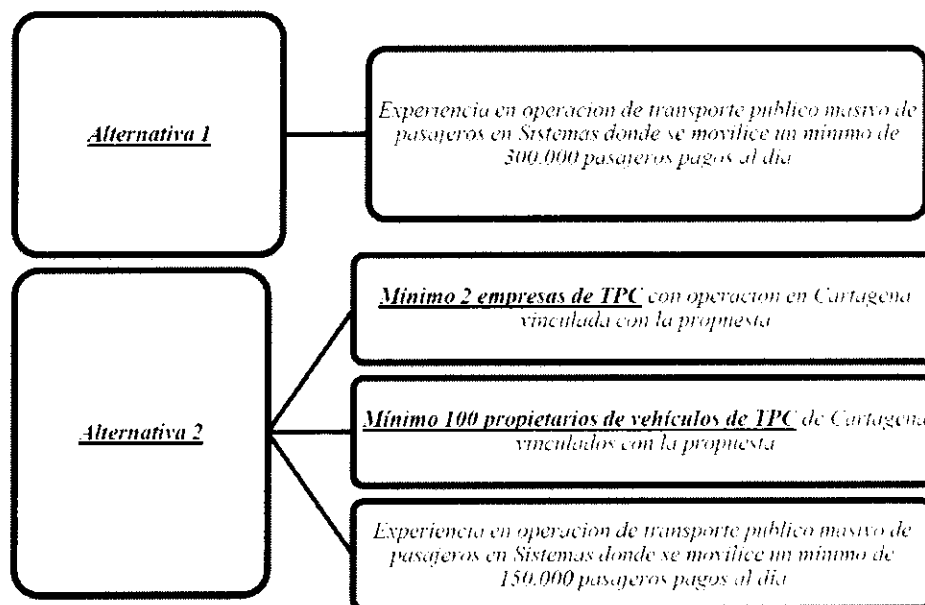 Alternativa 1
Experiencia en operacion de transporte publico masivo de
pasajeros en Sistemas donde se movilice un minimo de
300.000 pasajeros pagos al dia
Alternativa 2
Mínimo 2 empresas de TPC con operacion en Cartagena
vinculada con la propuesta
Mínimo 100 propietarios de vehículos de TPC de Cartagena
vinculados con la propuesta
Experiencia en operacion de transporte publico masivo de
pasajeros en Sistemas donde se movilice un minimo de
150.000 pasajeros pagos al dia